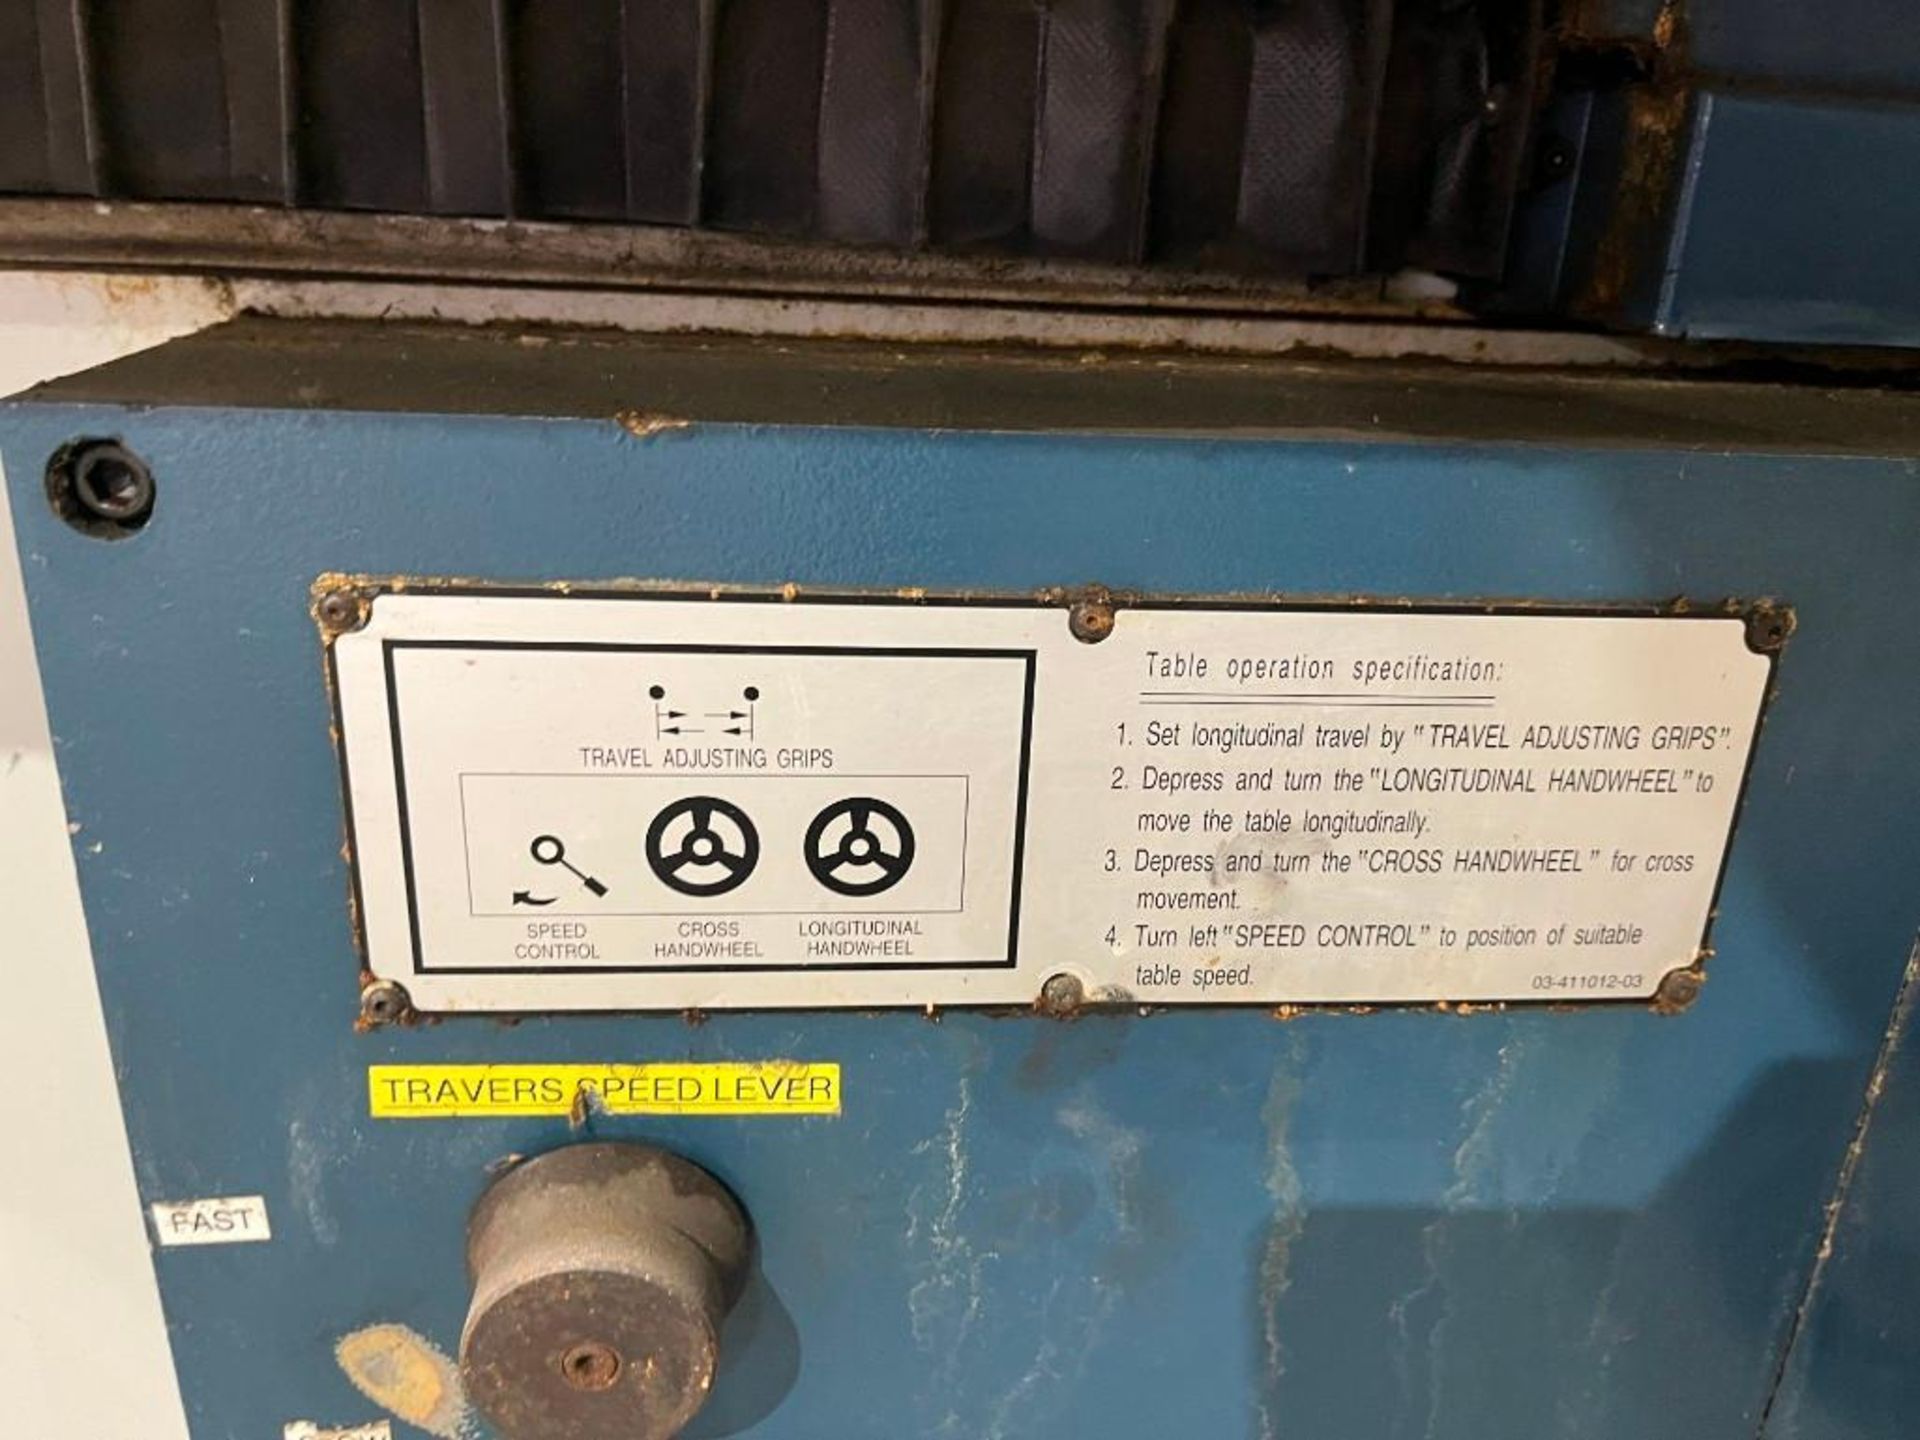 TRAVEL ADJUSTING GRIPS
SPEED
CONTROL
CROSS
HANDWHEEL
LONGITUDINAL
HANDWHEEL
Table operation specification:
1. Set longitudinal travel by "TRAVEL ADJUSTING GRIPS".
2. Depress and turn the "LONGITUDINAL HANDWHEEL" to
move the table longitudinally.
3. Depress and turn the "CROSS HANDWHEEL" for cross
movement.
4. Turn left "SPEED CONTROL" to position of suitable
table speed.
03-411012-03
TRAVERS SPEED LEVER
FAST